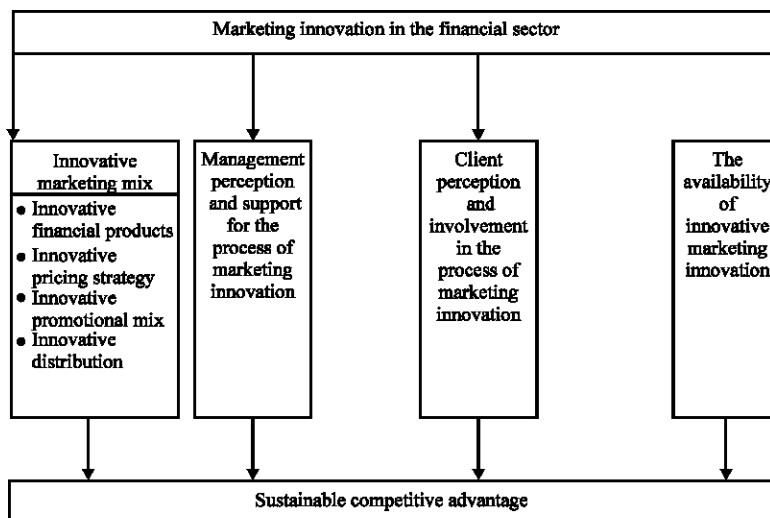 Marketing innovation in the financial sector
Innovative
marketing mix
● Innovative
financial products
● Innovative
pricing strategy
● Innovative
promotional mix
● Innovative
distribution
Management
perception
and support
for the
process of
marketing
innovation
Client
perception
and
involvement
in the
process of
marketing
innovation
The
availability
of
innovative
marketing
innovation
Sustainable competitive advantage